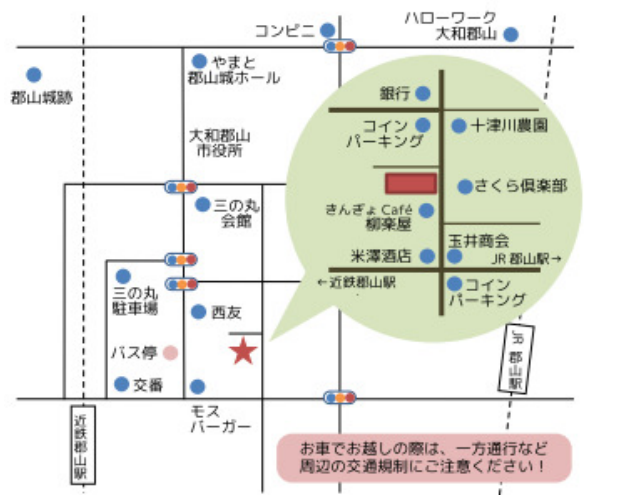 ハローワーク
大和郡山
コンビニ
やまと
郡山城ホール
郡山城跡
銀行
コイン
パーキング
十津川農園
大和郡山
市役所
さくら倶楽部
三の丸
会館
きんぎょ Café
柳楽屋
玉井商会
米澤酒店
JR 郡山駅→
←近鉄郡山駅
コイン
パーキング
三の丸
駐車場
西友
バス停
JR 郡山駅
交番
モス
バーガー
近鉄郡山駅
お車でお越しの際は、一方通行など
周辺の交通規制にご注意ください！